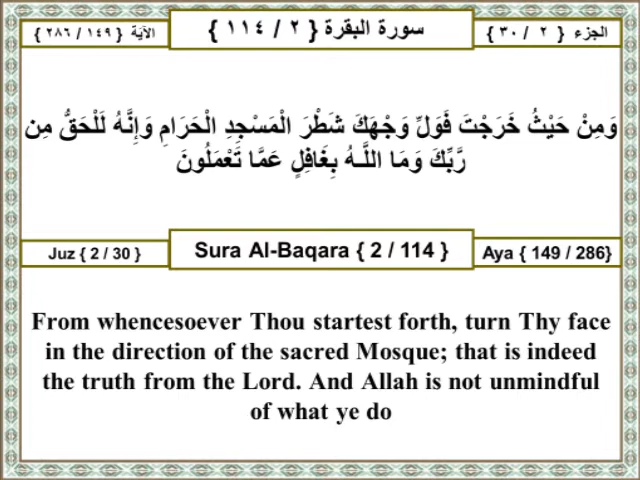 الجزء { ٢ / ٣٠ }
سورة البقرة { ٢ / ١١٤ }
الآية { ١٤٩ / ٢٨٦ }
وَمِنْ حَيْثُ خَرَجْتَ فَوَلِّ وَجْهَكَ شَطْرَ الْمَسْجِدِ الْحَرَامِ وَإِنَّهُ لَلْحَقُّ مِن
رَّبِّكَ وَمَا اللَّـهُ بِغَافِلٍ عَمَّا تَعْمَلُونَ
Juz { 2 / 30 }
Sura Al-Baqara { 2 / 114 }
Aya { 149 / 286}
From whencesoever Thou startest forth, turn Thy face
in the direction of the sacred Mosque; that is indeed
the truth from the Lord. And Allah is not unmindful
of what ye do